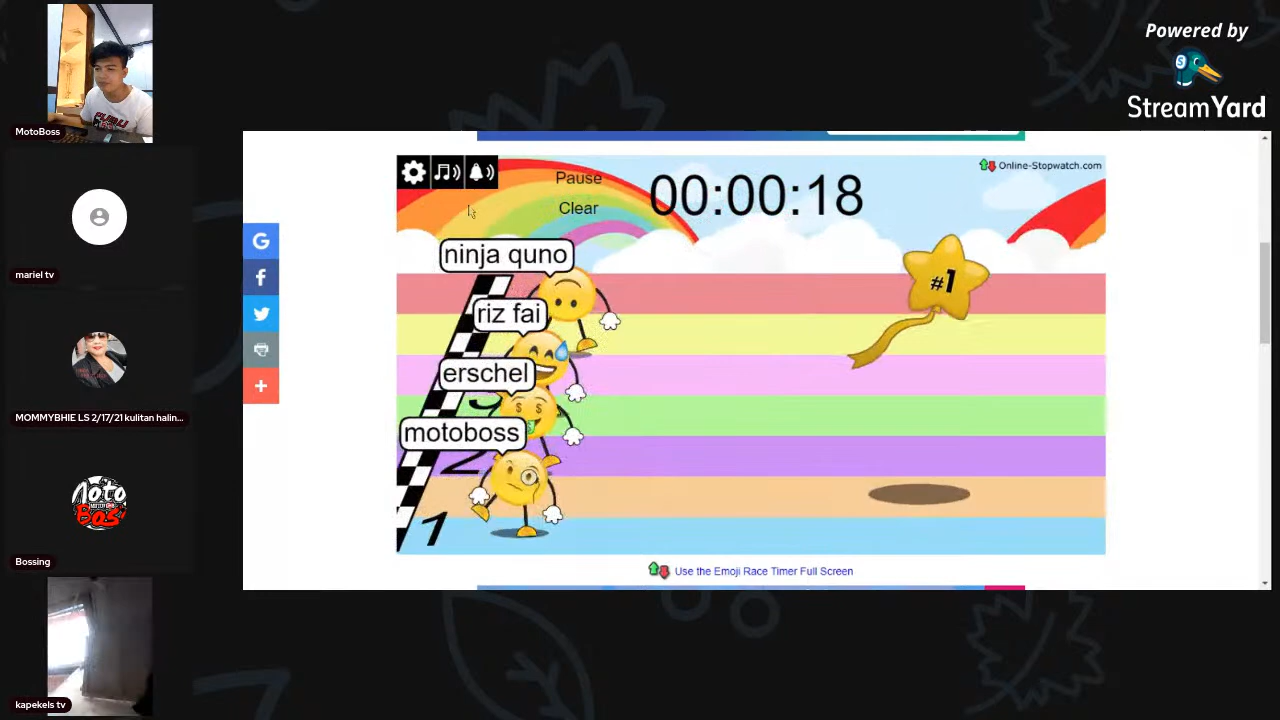 Powered by
StreamYard
MotoBoss
mariel tv
MOMMYBHIE LS 2/17/21 kulitan halin...
Moto
Bossing
kapekels tv
Online-Stopwatch.com
Pause
Clear
00:00:18
#1
ninja quno
riz fai
erschel
motoboss
2
1
Use the Emoji Race Timer Full Screen